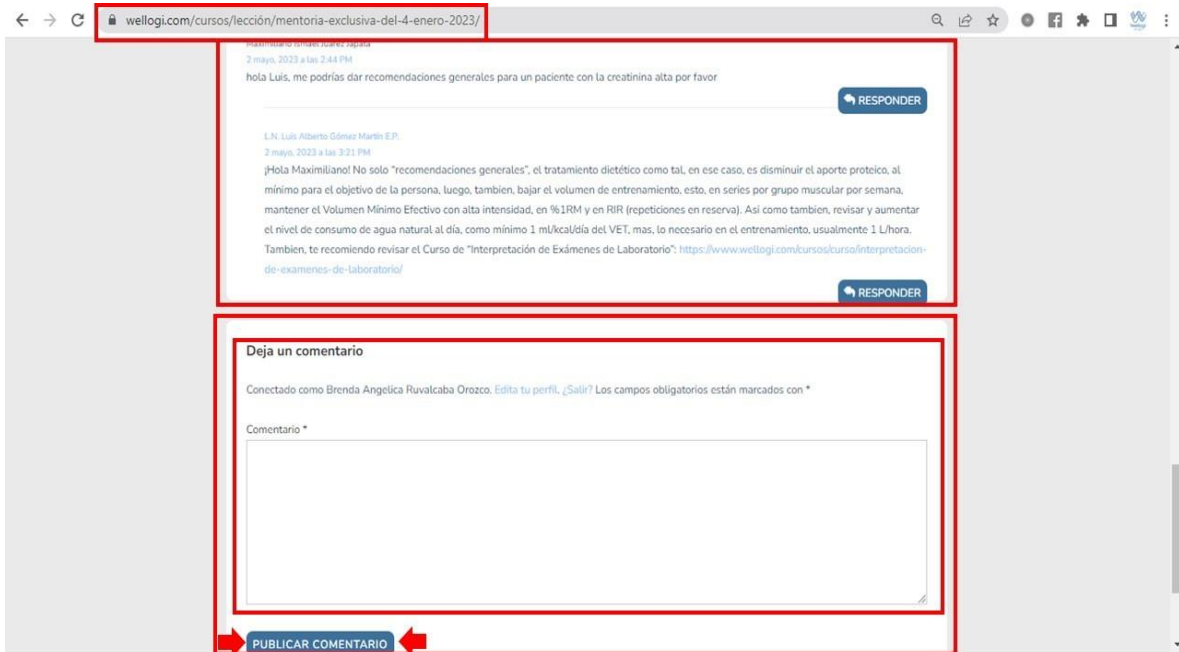 wellogi.com/cursos/lección/mentoria-exclusiva-del-4-enero-2023/
Maximiliano Ismael Juárez Japata
2 mayo, 2023 a las 2:44 PM
hola Luis, me podrías dar recomendaciones generales para un paciente con la creatinina alta por favor
RESPONDER
L.N. Luis Alberto Gómez Martín E.P.
2 mayo, 2023 a las 3:21 PM
¡Hola Maximiliano! No solo "recomendaciones generales", el tratamiento dietético como tal, en ese caso, es disminuir el aporte proteico, al
mínimo para el objetivo de la persona, luego, tambien, bajar el volumen de entrenamiento, esto, en series por grupo muscular por semana,
mantener el Volumen Mínimo Efectivo con alta intensidad, en %1RM y en RIR (repeticiones en reserva). Asi como tambien, revisar y aumentar
el nivel de consumo de agua natural al día, como mínimo 1 ml/kcal/día del VET, mas, lo necesario en el entrenamiento, usualmente 1 L/hora.
Tambien, te recomiendo revisar el Curso de "Interpretación de Exámenes de Laboratorio": https://www.wellogi.com/cursos/curso/interpretacion-
de-examenes-de-laboratorio/
RESPONDER
Deja un comentario
Conectado como Brenda Angelica Ruvalcaba Orozco. Edita tu perfil. ¿Salir? Los campos obligatorios están marcados con *
Comentario *
PUBLICAR COMENTARIO